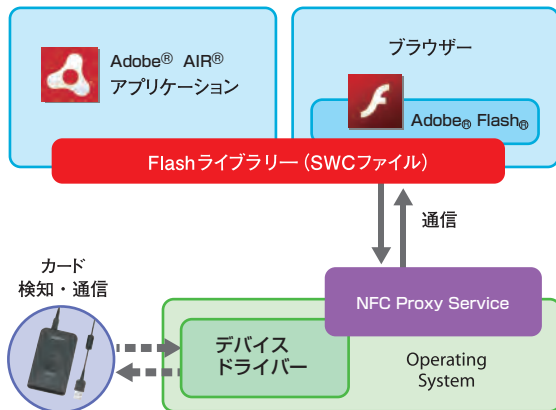 Adobe® AIR®
アプリケーション
ブラウザー
Adobe® Flash®
Flashライブラリー（SWCファイル）
通信
カード
検知・通信
NFC Proxy Service
デバイス
ドライバー
Operating
System